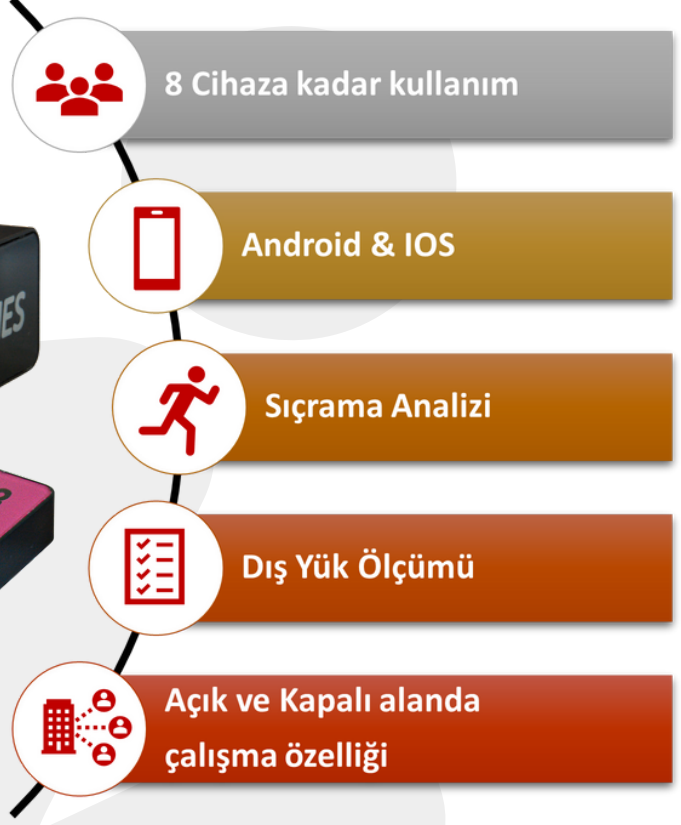 8 Cihaza kadar kullanım
Android & IOS
Sıçrama Analizi
Dış Yük Ölçümü
Açık ve Kapalı alanda
çalışma özelliği